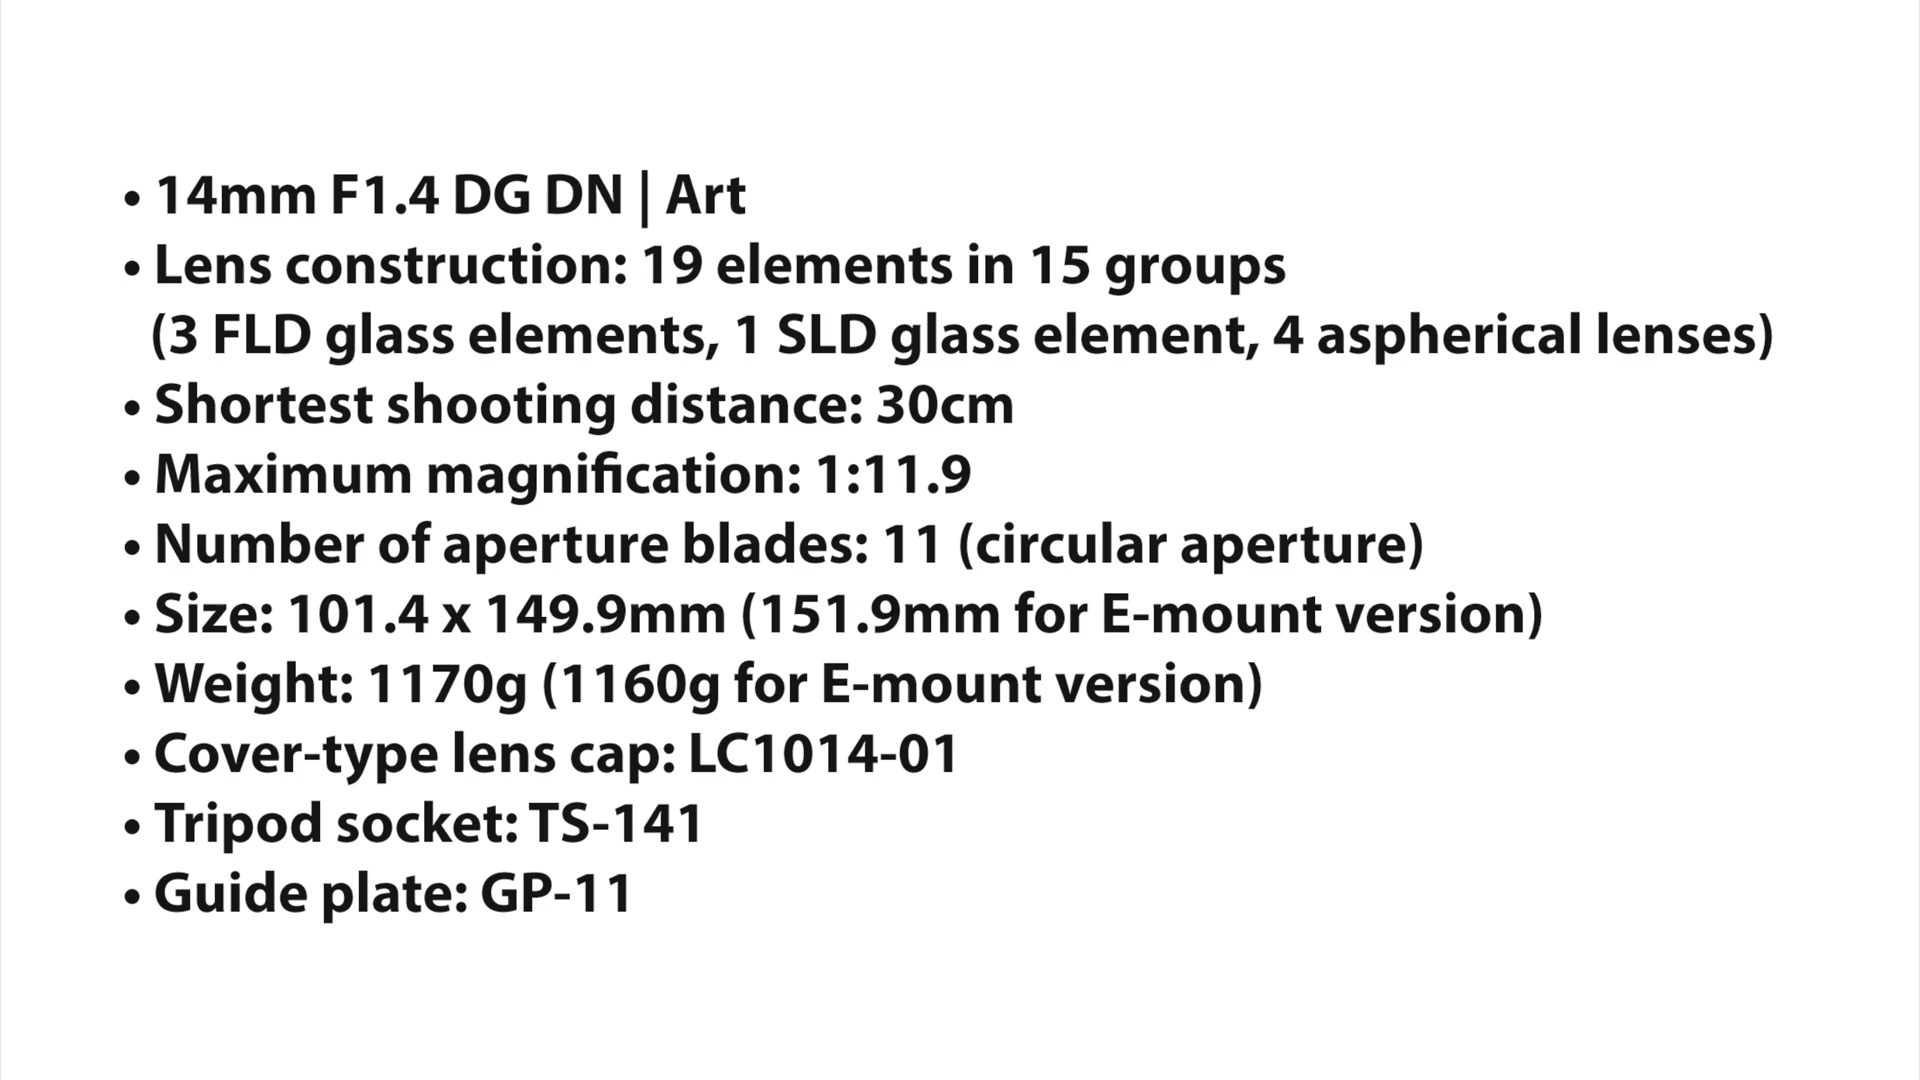 • 14mm F1.4 DG DN | Art
• Lens construction: 19 elements in 15 groups
(3 FLD glass elements, 1 SLD glass element, 4 aspherical lenses)
• Shortest shooting distance: 30cm
• Maximum magnification: 1:11.9
• Number of aperture blades: 11 (circular aperture)
• Size: 101.4 x 149.9mm (151.9mm for E-mount version)
• Weight: 1170g (1160g for E-mount version)
• Cover-type lens cap: LC1014-01
• Tripod socket: TS-141
• Guide plate: GP-11